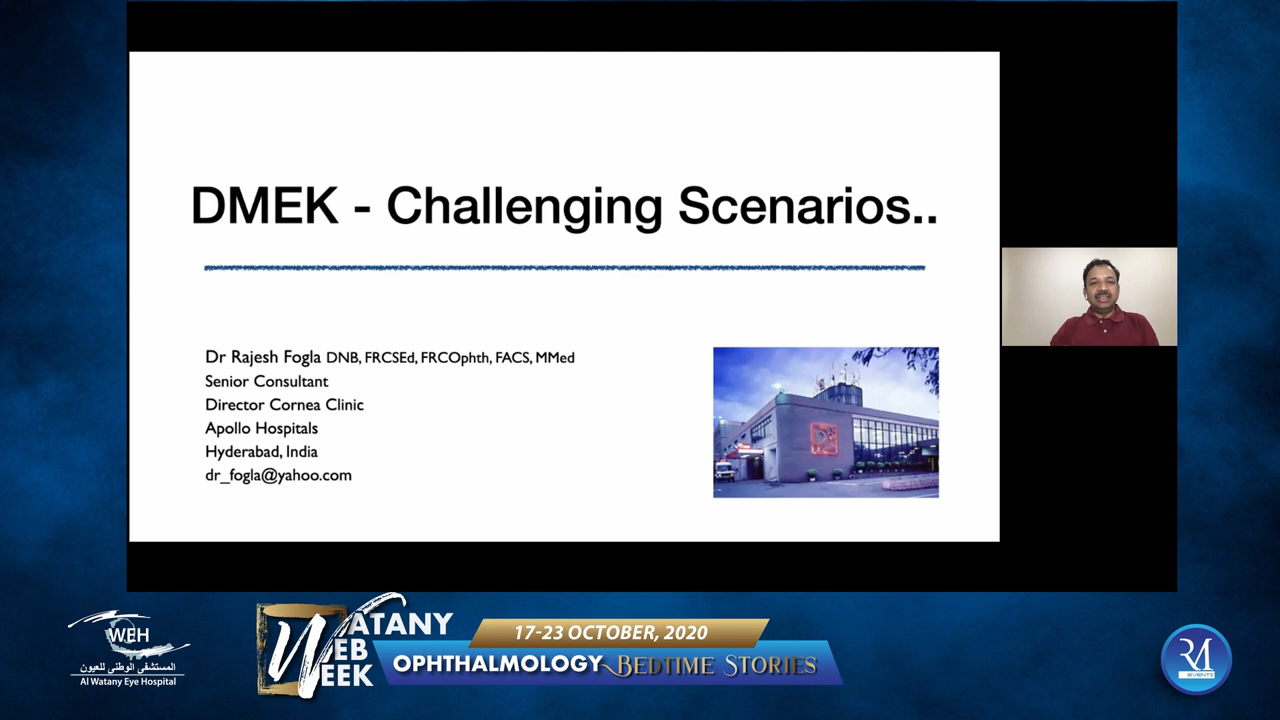 DMEK - Challenging Scenarios..
Dr Rajesh Fogla DNB, FRCSEd, FRCOphth, FACS, MMed
Senior Consultant
Director Cornea Clinic
Apollo Hospitals
Hyderabad, India
dr_fogla@yahoo.com
WEH
المستشفى الوطني للعيون
Al Watany Eye Hospital
WATANY
WEB
WEEK
17-23 OCTOBER, 2020
OPHTHALMOLOGY BEDTIME STORIES
RM
EVENTS